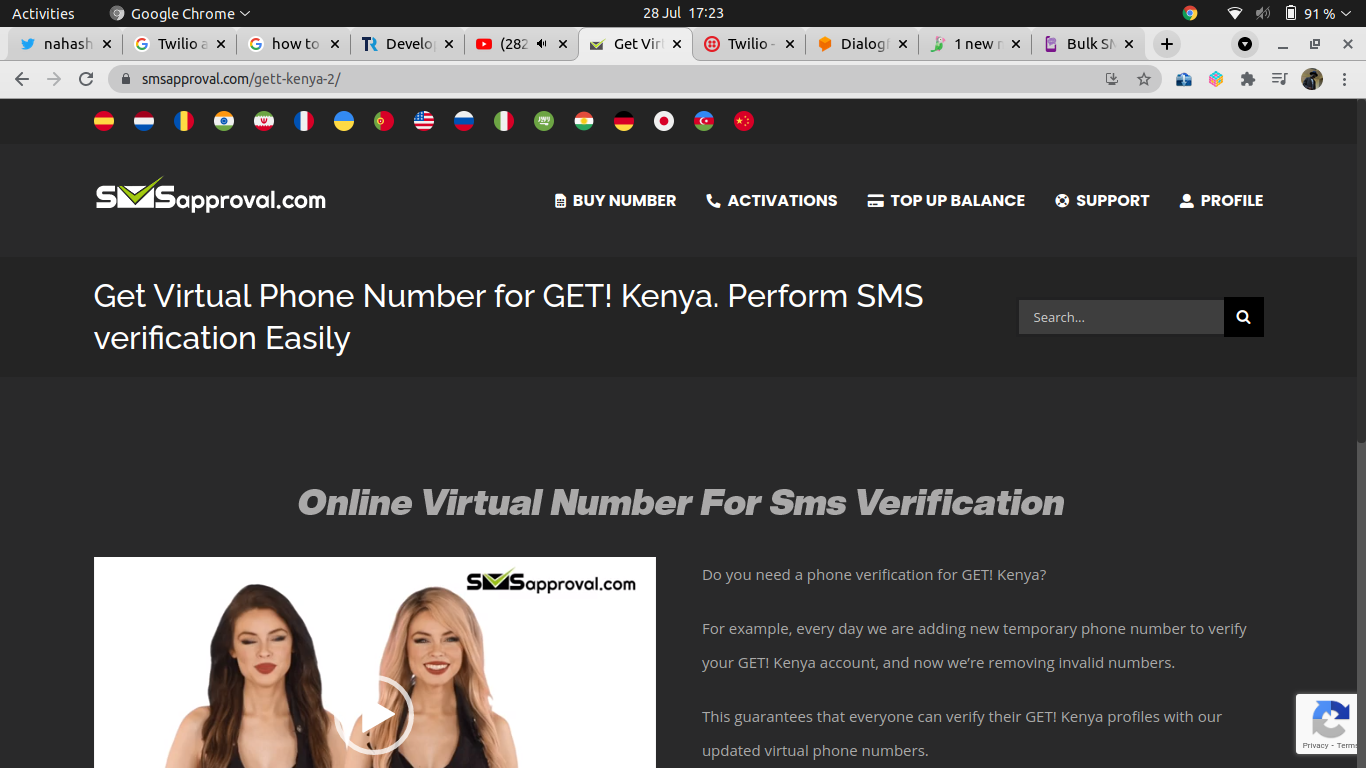 Activities
Google Chrome
28 Jul 17:23
91 %
nahash
Twilio a
how to
Develop
(282
Get Virt
Twilio -
Dialogf
1 new r
Bulk SM
smsapproval.com/gett-kenya-2/
SMSapproval.com
BUY NUMBER
ACTIVATIONS
TOP UP BALANCE
SUPPORT
PROFILE
Get Virtual Phone Number for GET! Kenya. Perform SMS
verification Easily
Search...
Online Virtual Number For Sms Verification
SMSapproval.com
Do you need a phone verification for GET! Kenya?
For example, every day we are adding new temporary phone number to verify
your GET! Kenya account, and now we’re removing invalid numbers.
This guarantees that everyone can verify their GET! Kenya profiles with our
updated virtual phone numbers.
Privacy - Terms